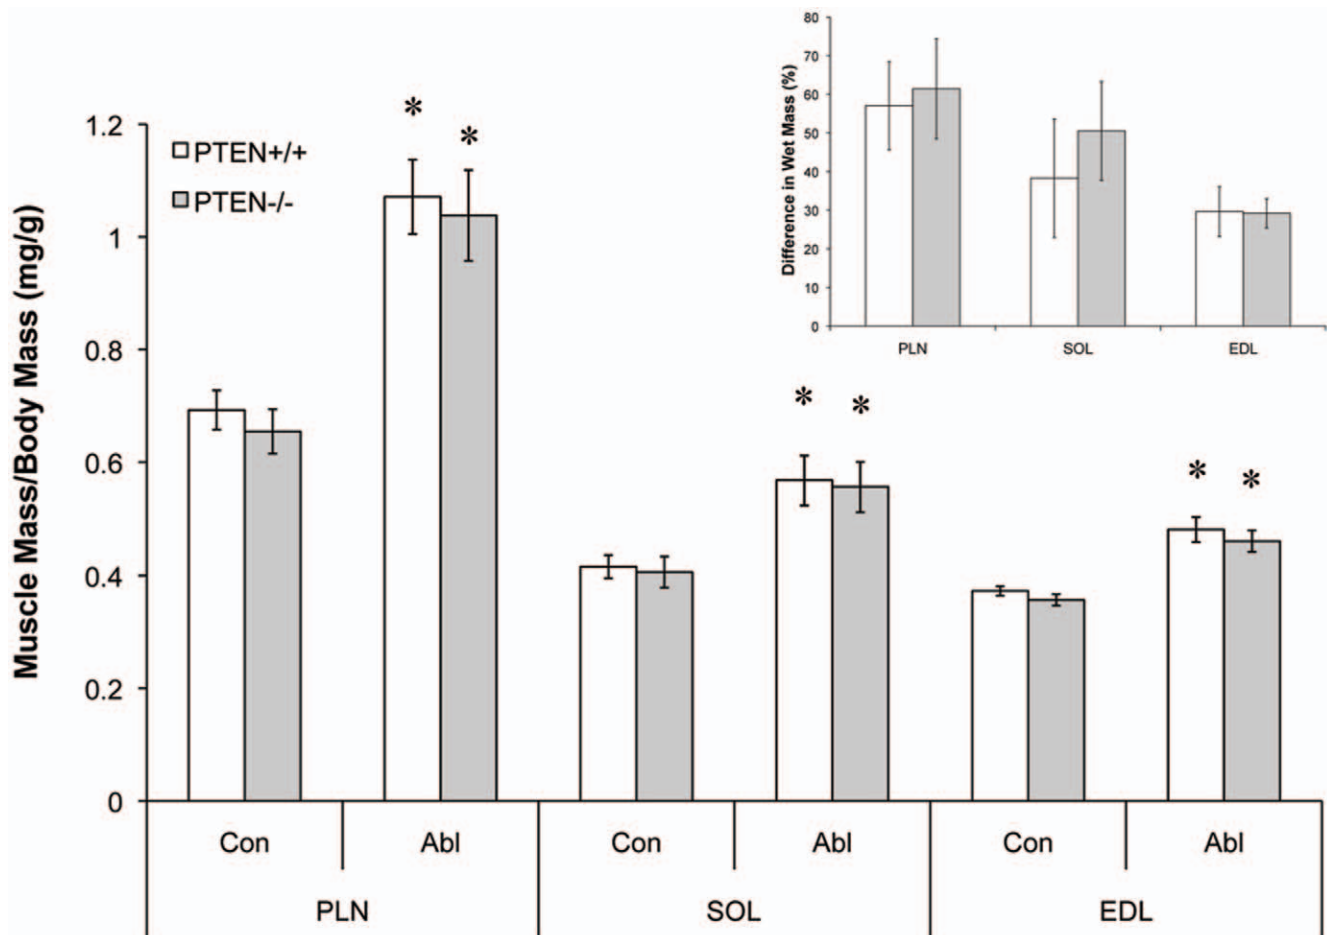 80
70
60
50
40
30
20
10
0
Difference in Wet Mass (%)
PLN SOL EDL
* * * * * *
1.2
1
0.8
0.6
0.4
0.2
0
Muscle Mass/Body Mass (mg/g)
PTEN+/+
PTEN-/-
Con Abl Con Abl Con Abl
PLN SOL EDL